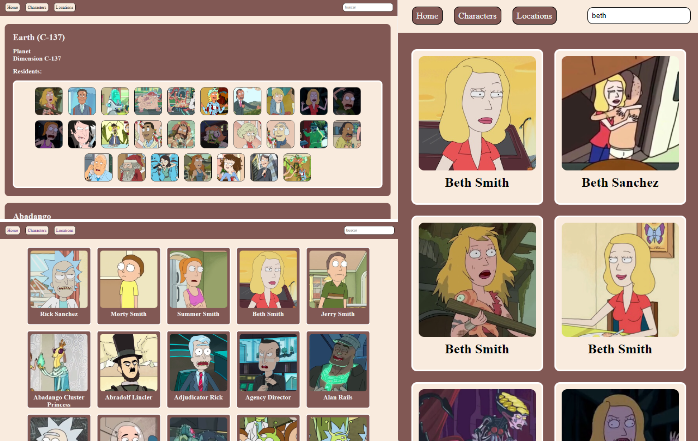 Home Characters Locations
Earth (C-137)
Planet
Dimension C-137
Residents:
Abadango
Home Characters Locations
Rick Sanchez Morty Smith Summer Smith Beth Smith Jerry Smith
Abadango Cluster Princess Abradolf Lincler Adjudicator Rick Agency Director Alan Rails
Home Characters Locations beth
Beth Smith Beth Sanchez
Beth Smith Beth Smith